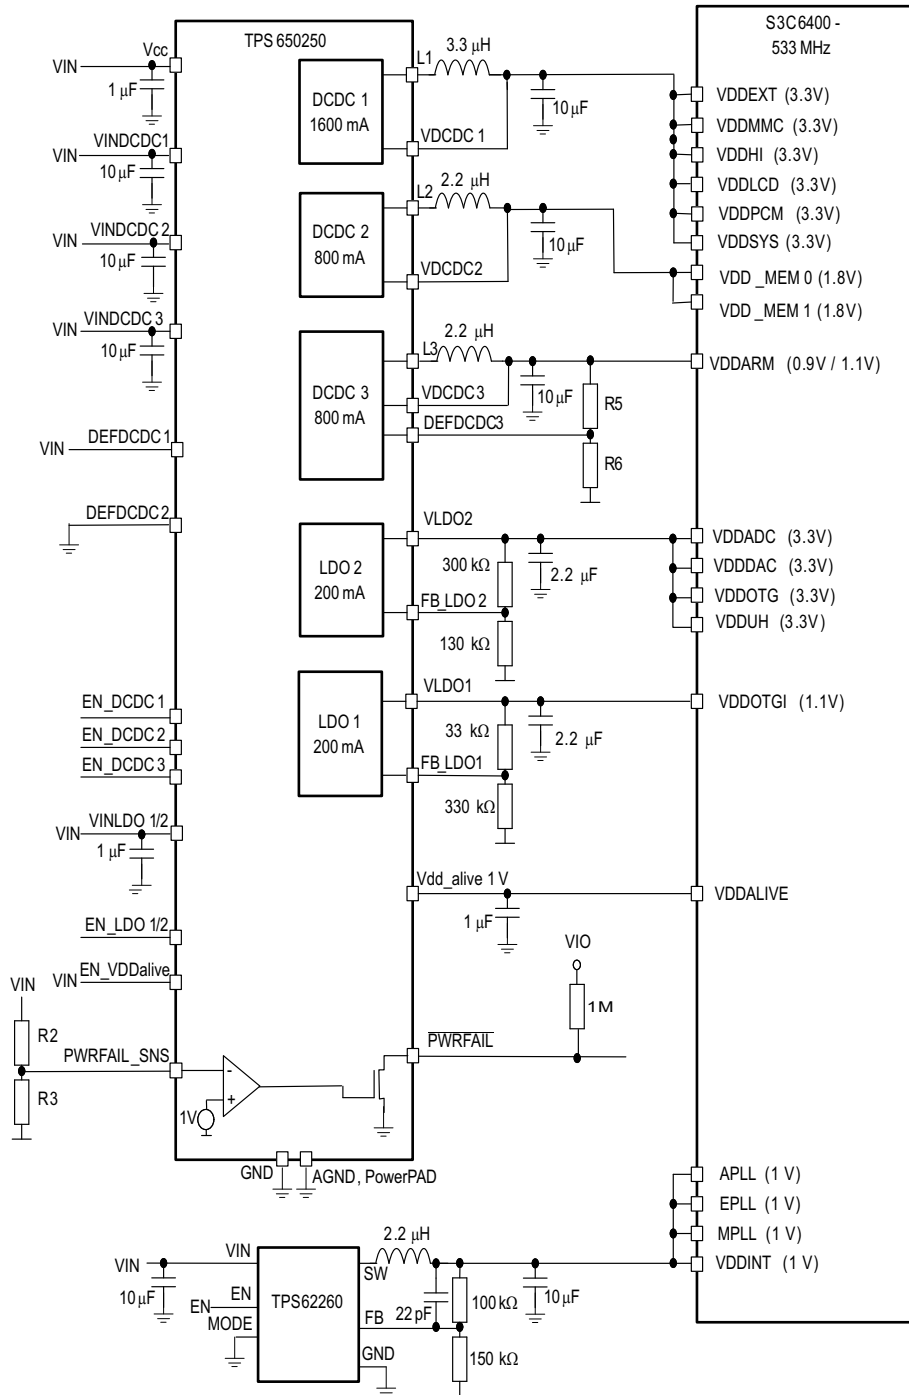 TPS 650250
S3C6400 -
533 MHz
VIN
Vcc
1 μF
VIN
VINDCDC1
10 μF
VIN
VINDCDC 2
10 μF
VIN
VINDCDC 3
10 μF
VIN
DEFDCDC 1
DEFDCDC 2
EN_DCDC 1
EN_DCDC 2
EN_DCDC 3
VIN
VINLDO 1/2
1 μF
EN_LDO 1/2
VIN
EN_VDDalive
VIN
R2
PWRFAIL_SNS
R3
-
+
1V
GND
AGND, PowerPAD
DCDC 1
1600 mA
L1
3.3 μH
VDCDC 1
10 μF
DCDC 2
800 mA
L2
2.2 μH
VDCDC2
10 μF
DCDC 3
800 mA
L3
2.2 μH
VDCDC 3
10 μF
DEFDCDC3
R5
R6
LDO 2
200 mA
VLDO2
300 kΩ
2.2 μF
FB_LDO 2
130 kΩ
LDO 1
200 mA
VLDO1
33 kΩ
2.2 μF
FB_LDO1
330 kΩ
Vdd_alive 1 V
1 μF
VIO
1M
PWRFAIL
VDDEXT (3.3V)
VDDMMC (3.3V)
VDDHI (3.3V)
VDDLCD (3.3V)
VDDPCM (3.3V)
VDDSYS (3.3V)
VDD _MEM 0 (1.8V)
VDD _MEM 1 (1.8V)
VDDARM (0.9V / 1.1V)
VDDADC (3.3V)
VDDDAC (3.3V)
VDDOTG (3.3V)
VDDUH (3.3V)
VDDOTGI (1.1V)
VDDALIVE
APLL (1 V)
EPLL (1 V)
MPLL (1 V)
VDDINT (1 V)
VIN
10 μF
VIN
EN
EN
MODE
TPS62260
SW
2.2 μH
FB
22 pF
100 kΩ
10 μF
GND
150 kΩ